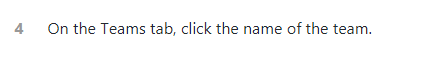 4 On the Teams tab, click the name of the team.